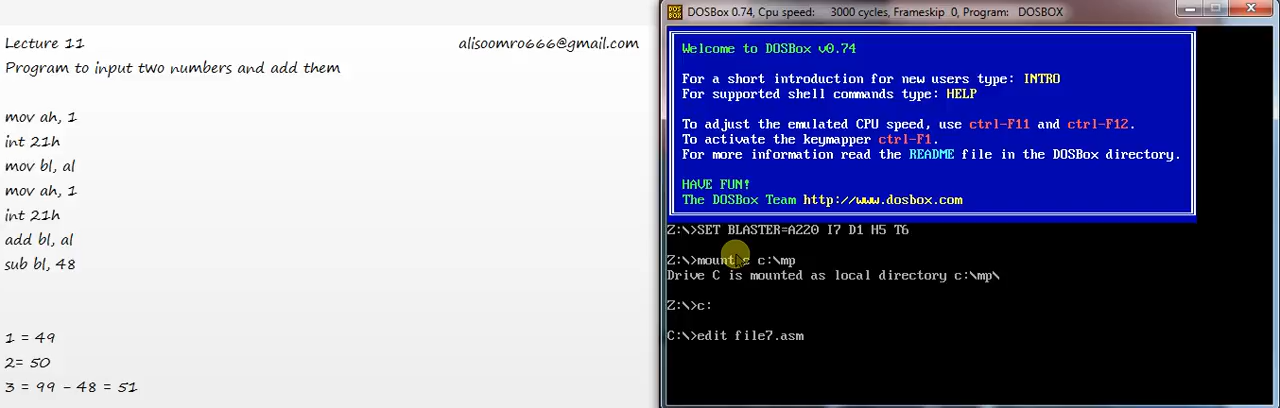 Lecture 11
alisoomro666@gmail.com
Program to input two numbers and add them
mov ah, 1
int 21h
mov bl, al
mov ah, 1
int 21h
add bl, al
sub bl, 48
1 = 49
2= 50
3 = 99 - 48 = 51
DOSBox 0.74, Cpu speed: 3000 cycles, Frameskip 0, Program: DOSBOX
Welcome to DOSBox v0.74
For a short introduction for new users type: INTRO
For supported shell commands type: HELP
To adjust the emulated CPU speed, use ctrl-F11 and ctrl-F12.
To activate the keymapper ctrl-F1.
For more information read the README file in the DOSBox directory.
HAVE FUN!
The DOSBox Team http://www.dosbox.com
Z:\>SET BLASTER=A220 I7 D1 H5 T6
Z:\>mount c c:\mp
Drive C is mounted as local directory c:\mp\
Z:\>c:
C:\>edit file7.asm